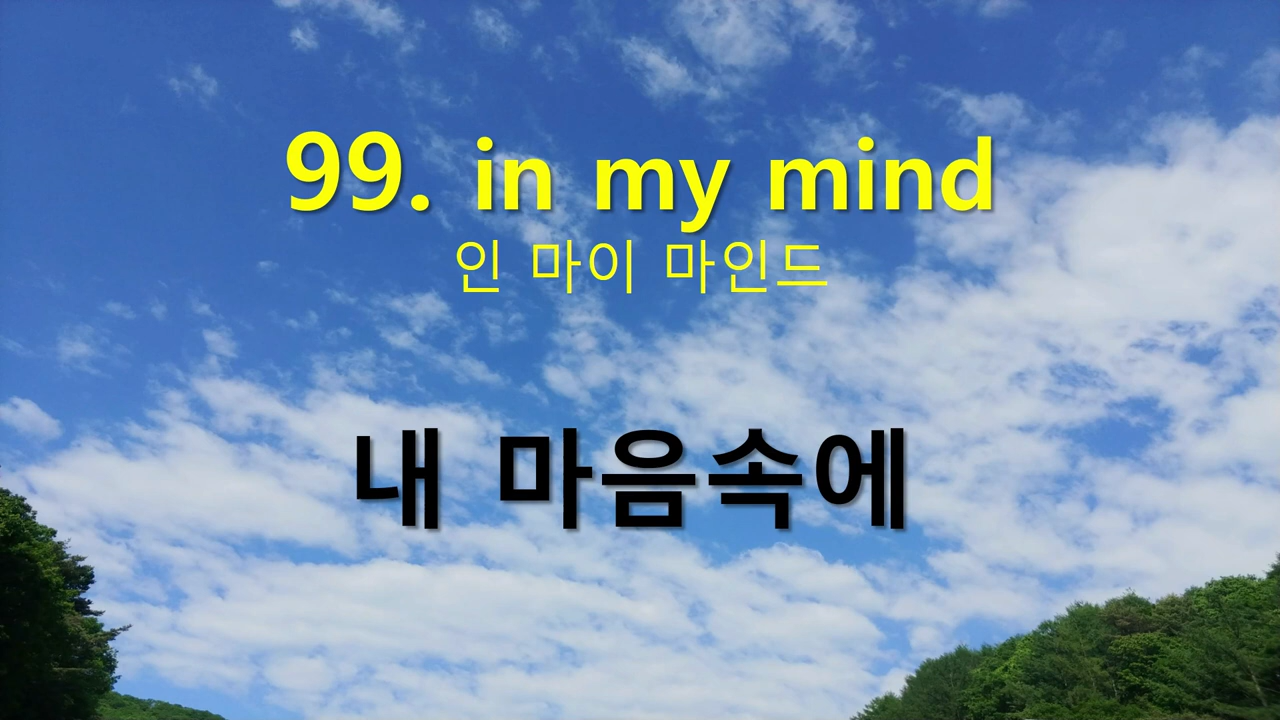 99. in my mind
인 마이 마인드
내 마음속에